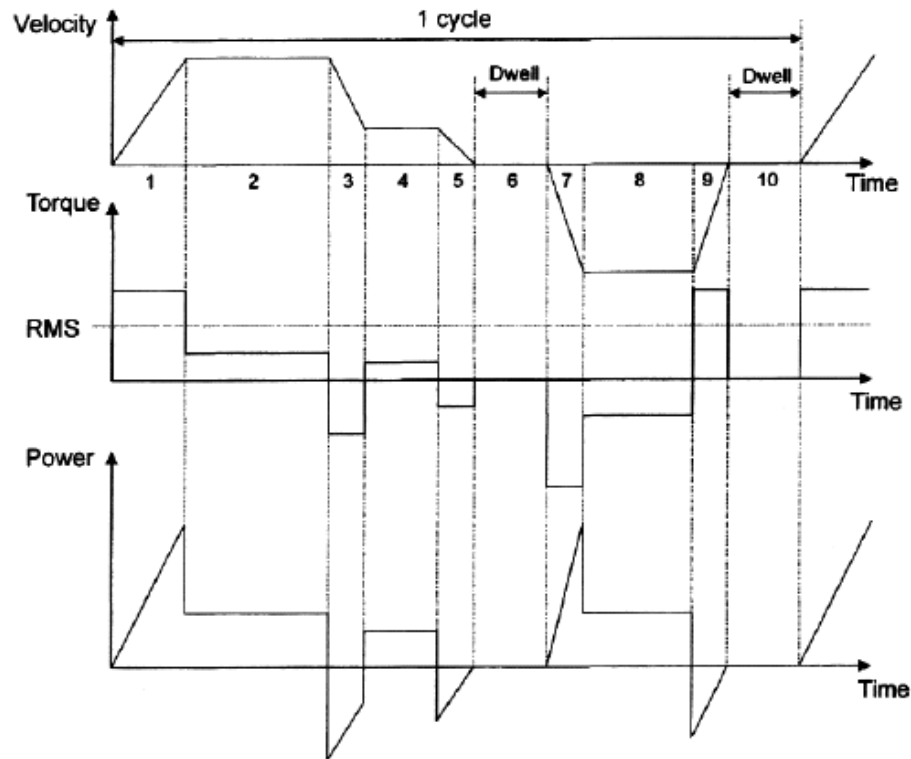 Velocity
1 cycle
Dwell
Dwell
1 2 3 4 5 6 7 8 9 10 Time
Torque
RMS
Time
Power
Time